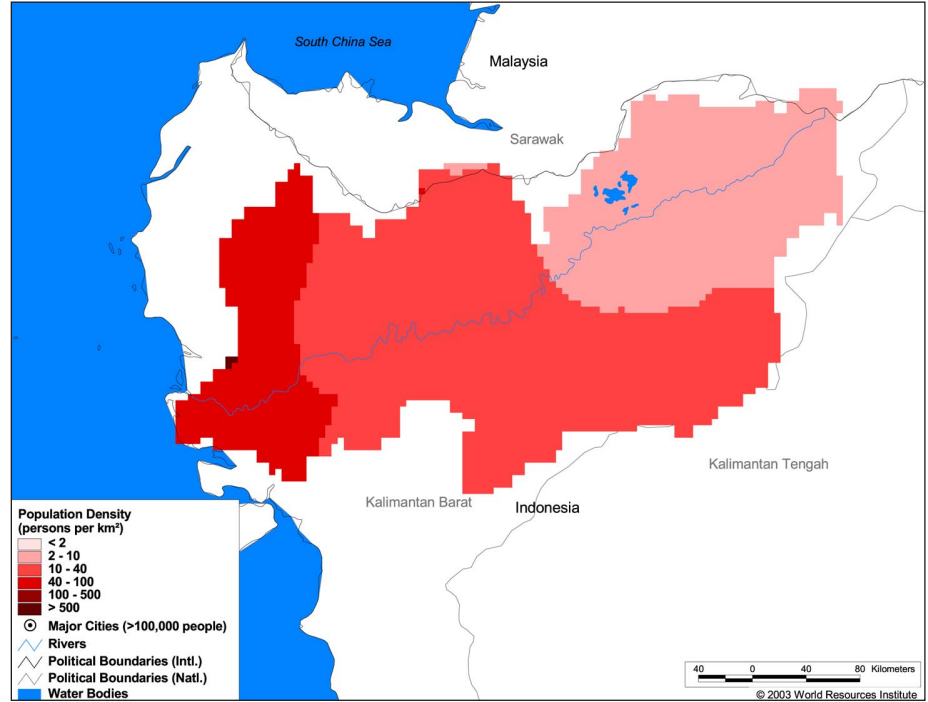 South China Sea
Malaysia
Sarawak
Kalimantan Tengah
Kalimantan Barat
Indonesia
Population Density
(persons per km²)
< 2
2 - 10
10 - 40
40 - 100
100 - 500
> 500
Major Cities (>100,000 people)
Rivers
Political Boundaries (Intl.)
Political Boundaries (Natl.)
Water Bodies
40 0 40 80 Kilometers
© 2003 World Resources Institute